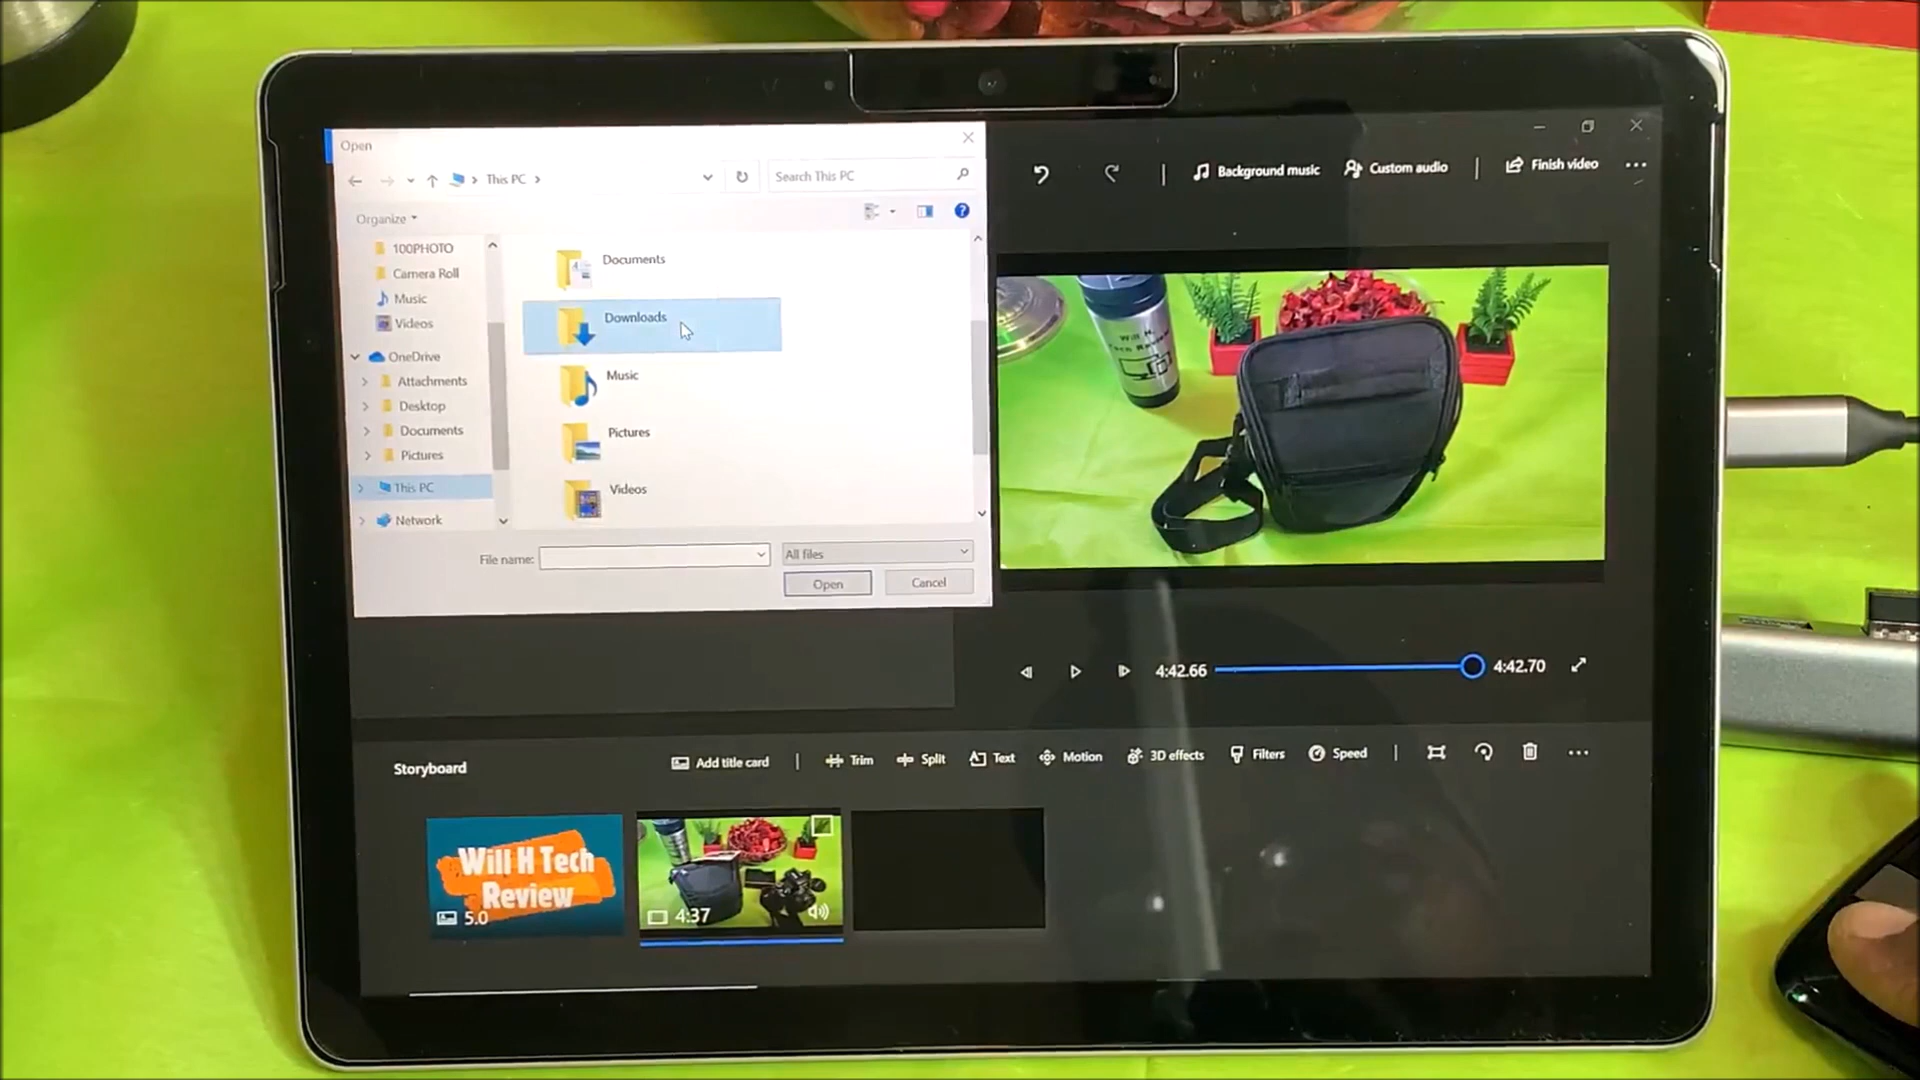 Open
This PC
Search This PC
Organize
100PHOTO
Camera Roll
Music
Videos
OneDrive
Attachments
Desktop
Documents
Pictures
This PC
Network
Documents
Downloads
Music
Pictures
Videos
File name:
All files
Open
Cancel
Background music
Custom audio
Finish video
Will H.
Tech Review
4:42.66
4:42.70
Storyboard
Add title card
Trim
Split
Text
Motion
3D effects
Filters
Speed
Will H Tech
Review
5.0
4:37